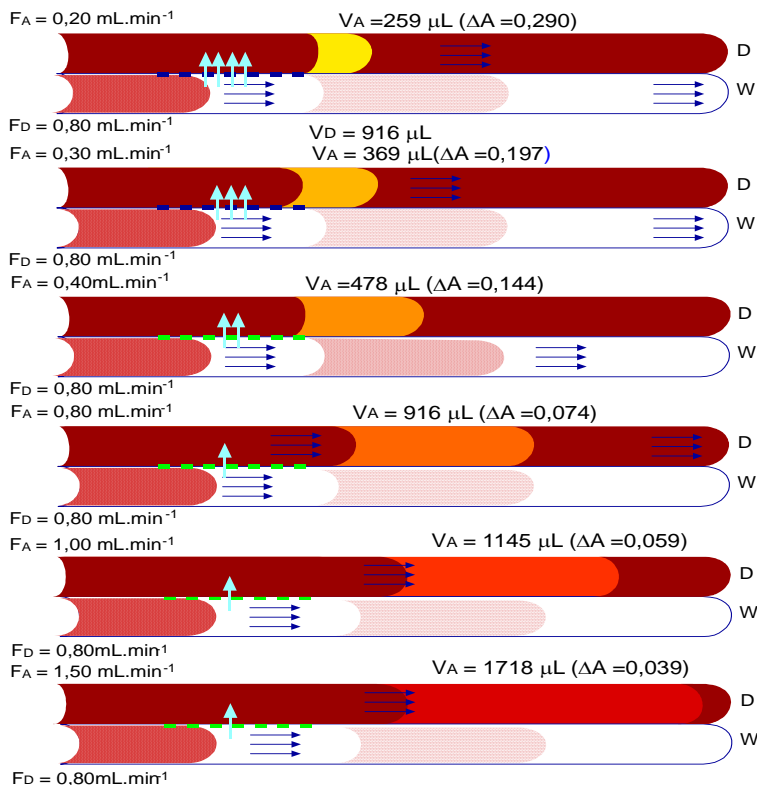 FA = 0,20 mL.min-1 VA =259 µL (ΔA =0,290)
D
W
FD = 0,80 mL.min-1 VD = 916 µL
FA = 0,30 mL.min-1 VA = 369 µL(ΔA =0,197)
D
W
FD = 0,80 mL.min-1
FA = 0,40mL.min-1 VA =478 µL (ΔA =0,144)
D
W
FD = 0,80 mL.min-1
FA = 0,80 mL.min-1 VA = 916 µL (ΔA =0,074)
D
W
FD = 0,80 mL.min-1
FA = 1,00 mL.min-1 VA = 1145 µL (ΔA =0,059)
D
W
FD = 0,80mL.min-1
FA = 1,50 mL.min-1 VA = 1718 µL (ΔA =0,039)
D
W
FD = 0,80mL.min-1